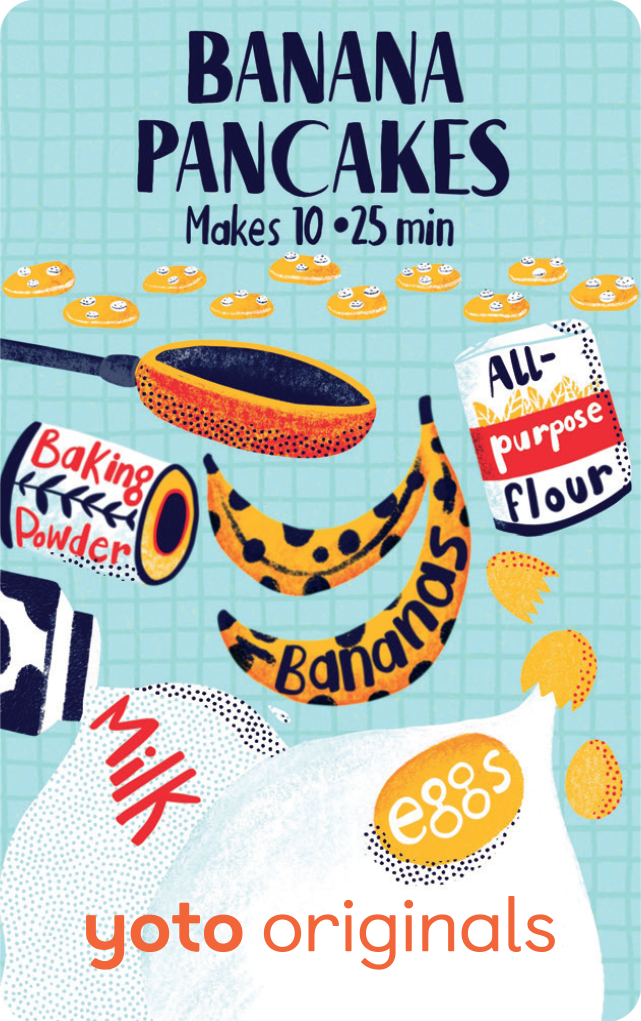 BANANA
PANCAKES
Makes 10 • 25 min
All-
purpose
flour
Baking
Powder
Bananas
Milk
eggs
yoto originals